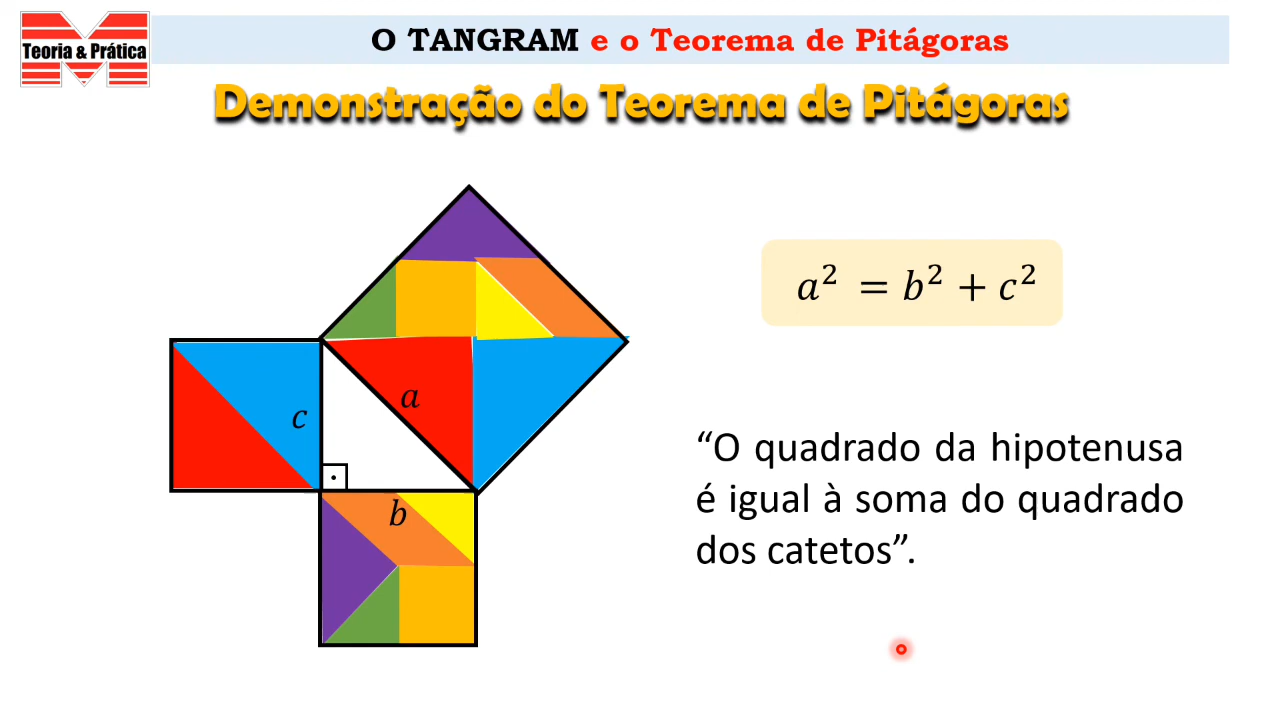 Teoria & Prática
O TANGRAM e o Teorema de Pitágoras
Demonstração do Teorema de Pitágoras
a² = b² + c²
a
c
b
“O quadrado da hipotenusa
é igual à soma do quadrado
dos catetos”.